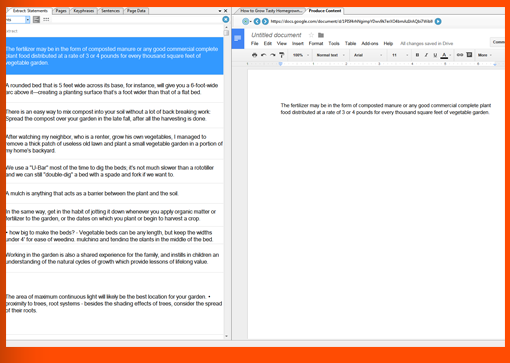 Extract Statements
Pages
Keyphrases
Sentences
Page Data
The fertilizer may be in the form of composted manure or any good commercial complete
plant food distributed at a rate of 3 or 4 pounds for every thousand square feet of
vegetable garden.
A rounded bed that is 5 feet wide across its base, for instance, will give you a 6-foot-wide
arc above it—creating a planting surface that's a foot wider than that of a flat bed.
There is an easy way to mix compost into your soil without a lot of back breaking work:
Spread the compost over your garden in the late fall, after all the harvesting is done.
After watching my neighbor, who is a renter, grow his own vegetables, I managed to
remove a thick patch of useless old lawn and plant a small vegetable garden in a portion of
my home's backyard.
We use a "U-Bar" most of the time to dig the beds; it's not much slower than a rototiller
and we can still "double-dig" a bed with a spade and fork if we want to.
A mulch is anything that acts as a barrier between the plant and the soil.
In the same way, get in the habit of jotting it down whenever you apply organic matter or
fertilizer to the garden, or the dates on which you plant or begin to harvest a crop.
• how big to make the beds? - Vegetable beds can be any length, but keep the widths
under 4' for ease of weeding, mulching and tending the plants in the middle of the bed.
Working in the garden is also a shared experience for the family, and instills in children an
understanding of the natural cycles of growth which provide lessons of lifelong value.
The area of maximum continuous light will likely be the best location for your garden. •
proximity to trees, root systems - besides the shading effects of trees, consider the spread
of their roots.
How to Grow Tasty Homegrown...
Produce Content
Untitled document
File Edit View Insert Format Tools Table Add-ons Help All changes saved in Drive
100% Normal text Arial 11 B I U A More
The fertilizer may be in the form of composted manure or any good commercial complete plant
food distributed at a rate of 3 or 4 pounds for every thousand square feet of vegetable garden.